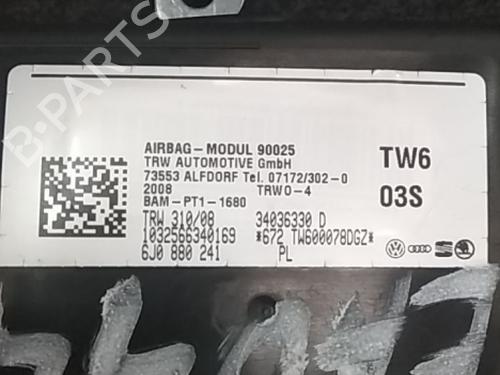 B-PARTS
AIRBAG-MODUL 90025
TRW AUTOMOTIVE GmbH
73553 ALFDORF Tel. 07172/302-0
2008 TRWO-4
BAM-PT1-1680
TRW 310/08 34036330 D
1032566340169 *672 TW600078DGZ*
6J0 880 241 PL
TW6
03S